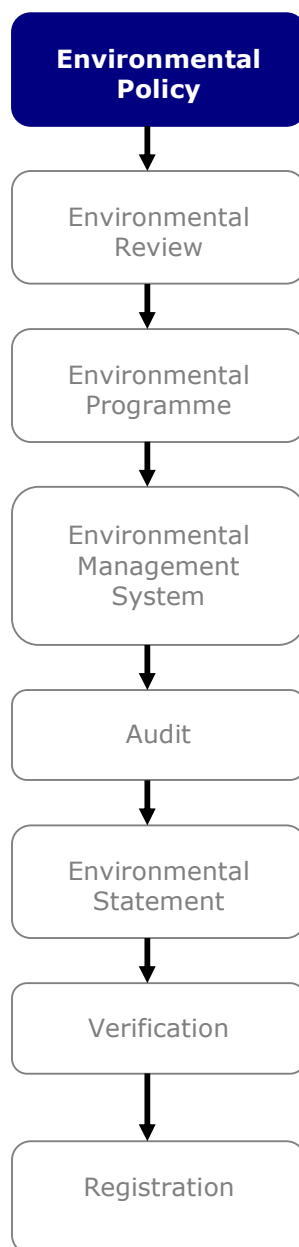 Environmental
Policy
Environmental
Review
Environmental
Programme
Environmental
Management
System
Audit
Environmental
Statement
Verification
Registration